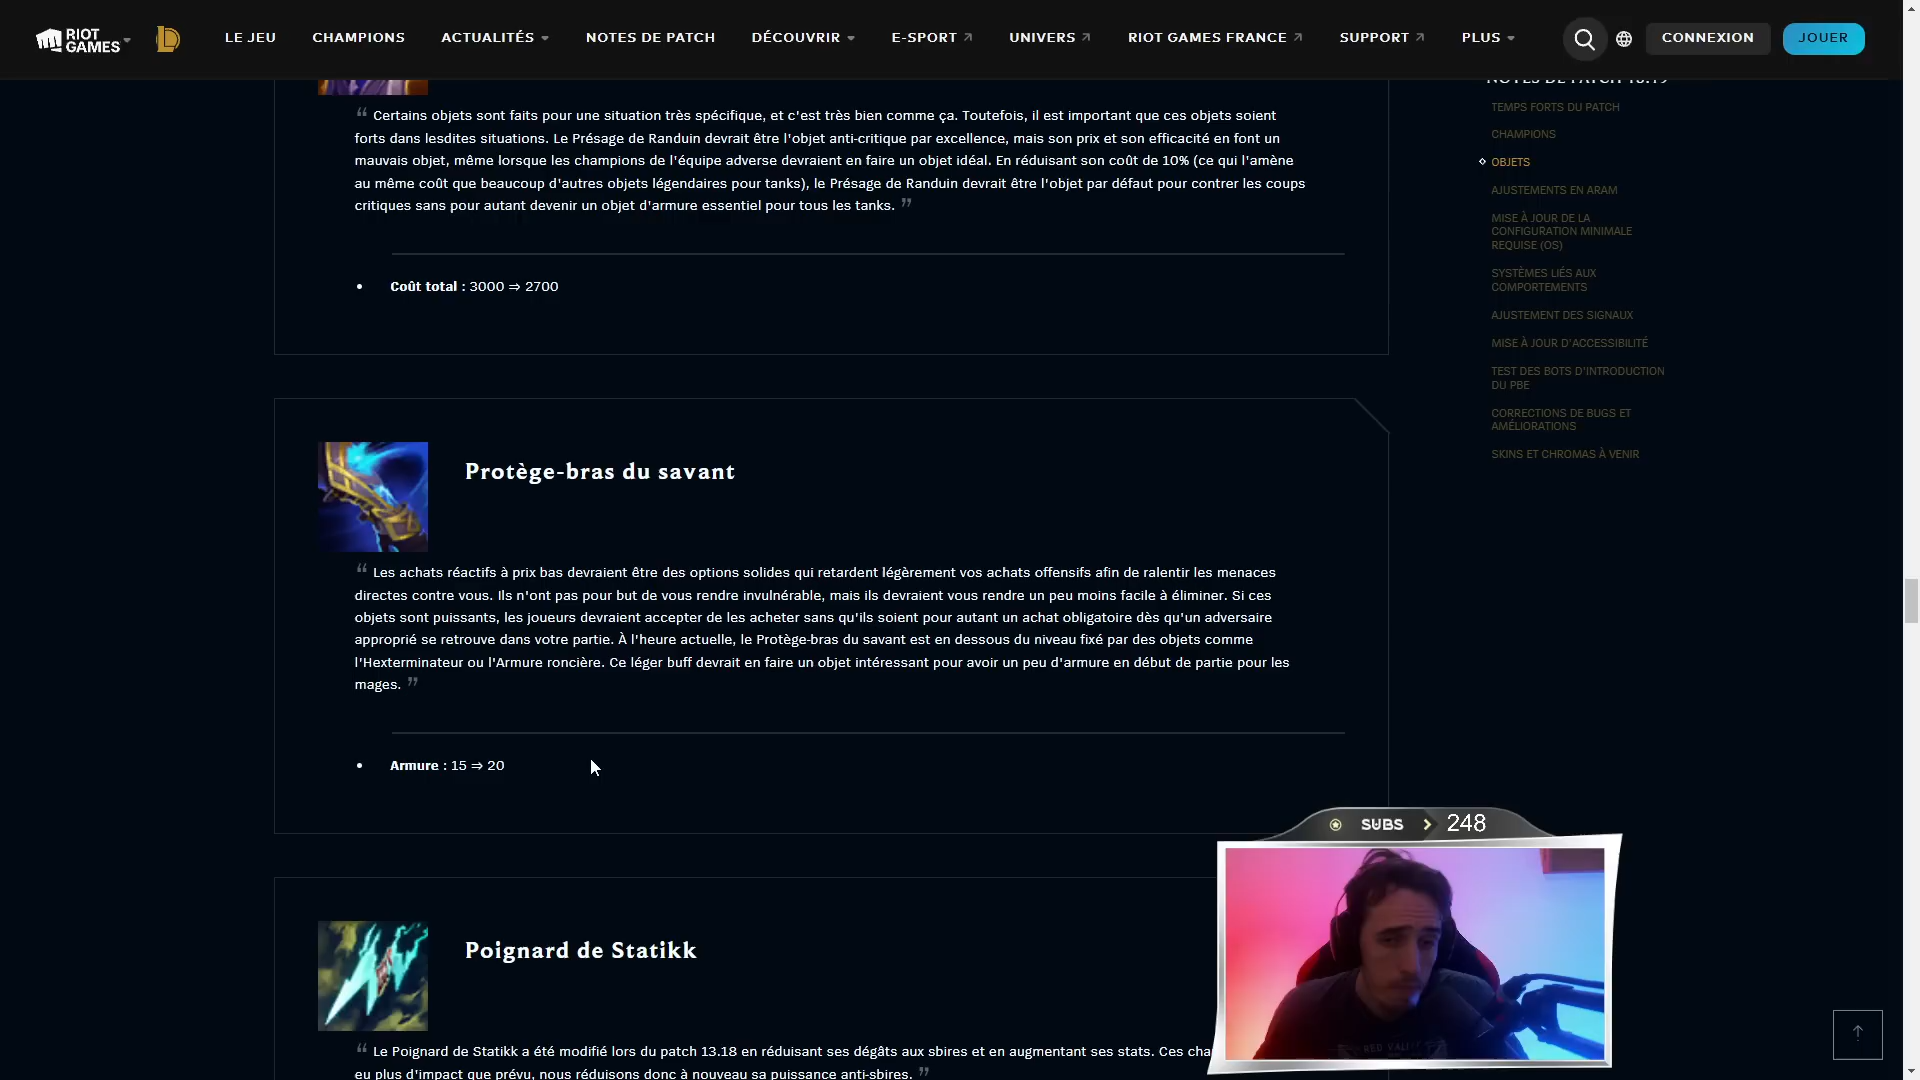 RIOT GAMES
LE JEU
CHAMPIONS
ACTUALITÉS
NOTES DE PATCH
DÉCOUVRIR
E-SPORT
UNIVERS
RIOT GAMES FRANCE
SUPPORT
PLUS
CONNEXION
JOUER
“ Certains objets sont faits pour une situation très spécifique, et c'est très bien comme ça. Toutefois, il est important que ces objets soient
forts dans lesdites situations. Le Présage de Randuin devrait être l'objet anti-critique par excellence, mais son prix et son efficacité en font un
mauvais objet, même lorsque les champions de l'équipe adverse devraient en faire un objet idéal. En réduisant son coût de 10% (ce qui l'amène
au même coût que beaucoup d'autres objets légendaires pour tanks), le Présage de Randuin devrait être l'objet par défaut pour contrer les coups
critiques sans pour autant devenir un objet d'armure essentiel pour tous les tanks. ”
• Coût total : 3000 ⇒ 2700
Protège-bras du savant
“ Les achats réactifs à prix bas devraient être des options solides qui retardent légèrement vos achats offensifs afin de ralentir les menaces
directes contre vous. Ils n'ont pas pour but de vous rendre invulnérable, mais ils devraient vous rendre un peu moins facile à éliminer. Si ces
objets sont puissants, les joueurs devraient accepter de les acheter sans qu'ils soient pour autant un achat obligatoire dès qu'un adversaire
approprié se retrouve dans votre partie. À l'heure actuelle, le Protège-bras du savant est en dessous du niveau fixé par des objets comme
l'Hexterminateur ou l'Armure roncière. Ce léger buff devrait en faire un objet intéressant pour avoir un peu d'armure en début de partie pour les
mages. ”
• Armure : 15 ⇒ 20
Poignard de Statikk
“ Le Poignard de Statikk a été modifié lors du patch 13.18 en réduisant ses dégâts aux sbires et en augmentant ses stats. Ces
eu plus d'impact que prévu, nous réduisons donc à nouveau sa puissance anti-sbires. ”
NOTES DE PATCH 13.19
TEMPS FORTS DU PATCH
CHAMPIONS
OBJETS
AJUSTEMENTS EN ARAM
MISE À JOUR DE LA
CONFIGURATION MINIMALE
REQUISE (OS)
SYSTÈMES LIÉS AUX
COMPORTEMENTS
AJUSTEMENT DES SIGNAUX
MISE À JOUR D'ACCESSIBILITÉ
TEST DES BOTS D'INTRODUCTION
DU PBE
CORRECTIONS DE BUGS ET
AMÉLIORATIONS
SKINS ET CHROMAS À VENIR
SUBS > 248